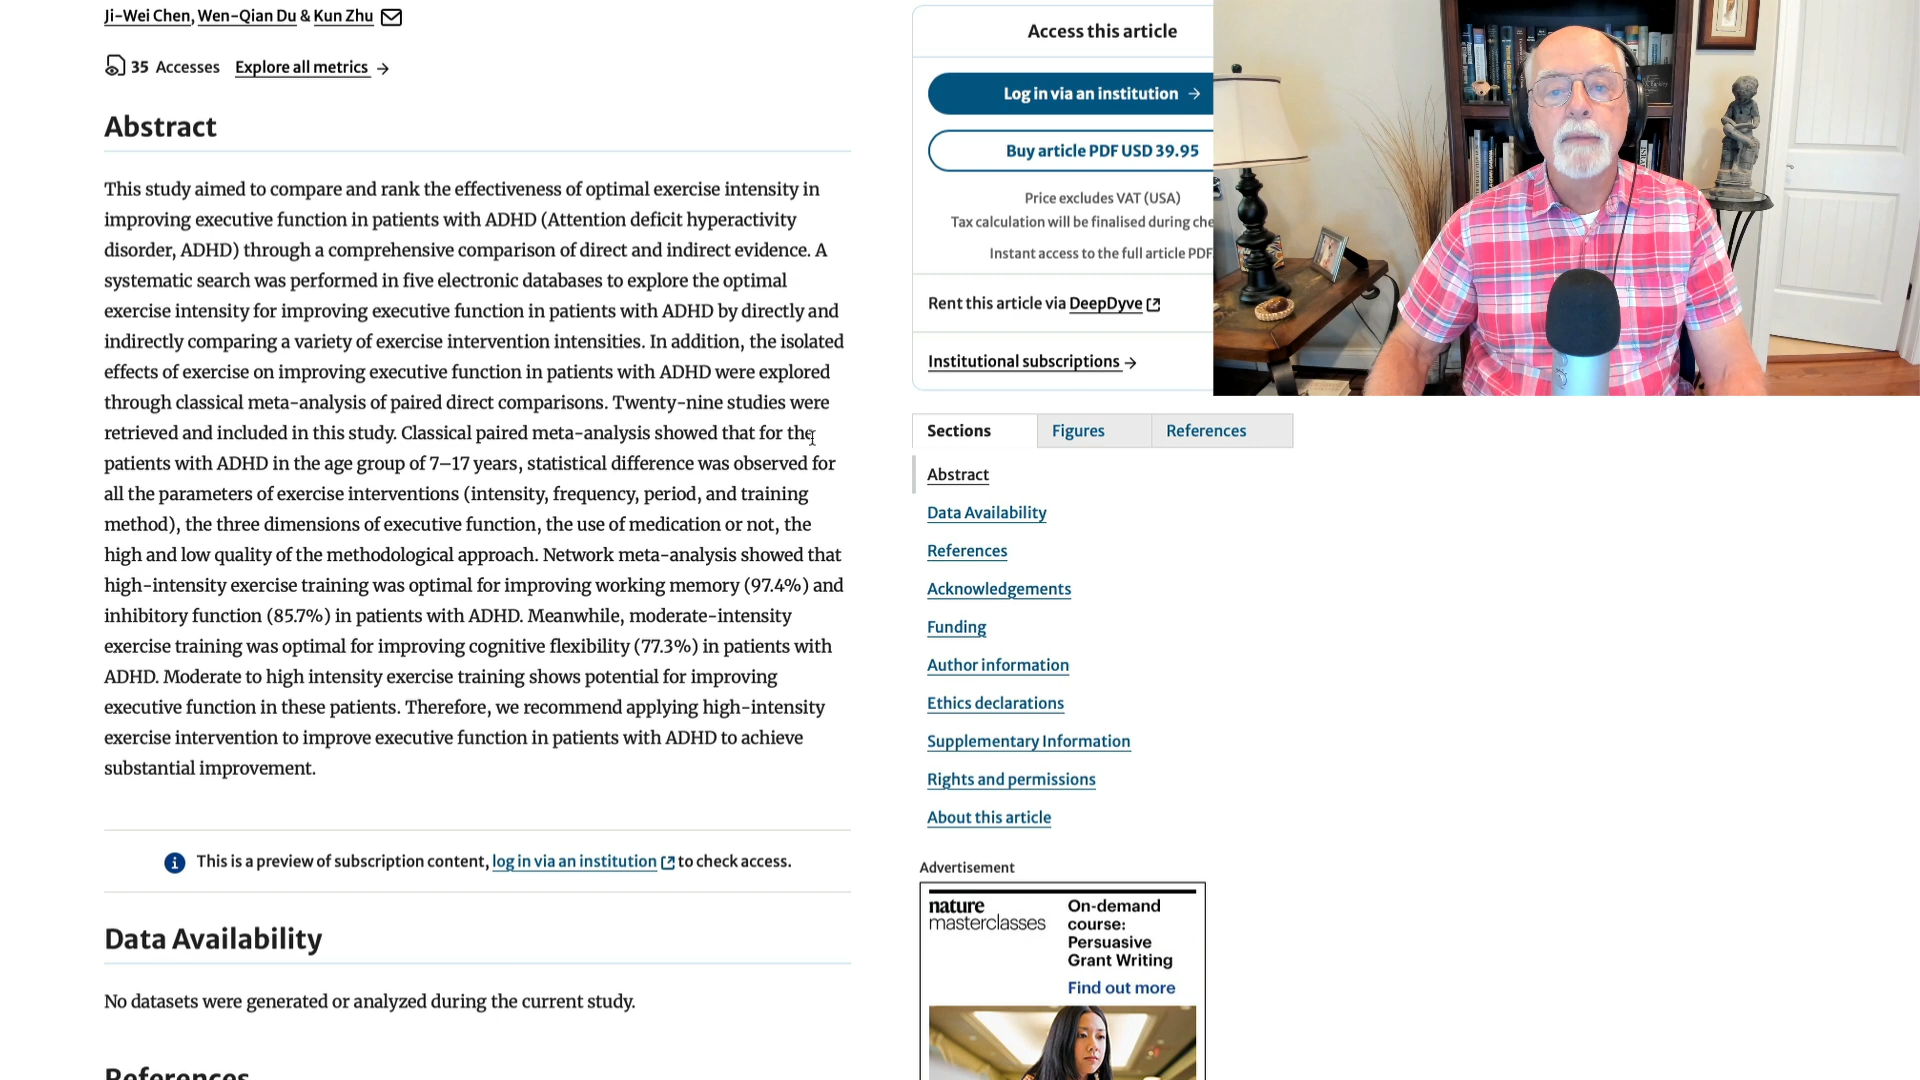 Ji-Wei Chen, Wen-Qian Du & Kun Zhu
35 Accesses Explore all metrics →
Abstract
This study aimed to compare and rank the effectiveness of optimal exercise intensity in
improving executive function in patients with ADHD (Attention deficit hyperactivity
disorder, ADHD) through a comprehensive comparison of direct and indirect evidence. A
systematic search was performed in five electronic databases to explore the optimal
exercise intensity for improving executive function in patients with ADHD by directly and
indirectly comparing a variety of exercise intervention intensities. In addition, the isolated
effects of exercise on improving executive function in patients with ADHD were explored
through classical meta-analysis of paired direct comparisons. Twenty-nine studies were
retrieved and included in this study. Classical paired meta-analysis showed that for the
patients with ADHD in the age group of 7–17 years, statistical difference was observed for
all the parameters of exercise interventions (intensity, frequency, period, and training
method), the three dimensions of executive function, the use of medication or not, the
high and low quality of the methodological approach. Network meta-analysis showed that
high-intensity exercise training was optimal for improving working memory (97.4%) and
inhibitory function (85.7%) in patients with ADHD. Meanwhile, moderate-intensity
exercise training was optimal for improving cognitive flexibility (77.3%) in patients with
ADHD. Moderate to high intensity exercise training shows potential for improving
executive function in these patients. Therefore, we recommend applying high-intensity
exercise intervention to improve executive function in patients with ADHD to achieve
substantial improvement.
This is a preview of subscription content, log in via an institution to check access.
Data Availability
No datasets were generated or analyzed during the current study.
References
Access this article
Log in via an institution →
Buy article PDF USD 39.95
Price excludes VAT (USA)
Tax calculation will be finalised during che
Instant access to the full article PDF
Rent this article via DeepDyve
Institutional subscriptions →
Sections Figures References
Abstract
Data Availability
References
Acknowledgements
Funding
Author information
Ethics declarations
Supplementary Information
Rights and permissions
About this article
Advertisement
nature
masterclasses
On-demand
course:
Persuasive
Grant Writing
Find out more